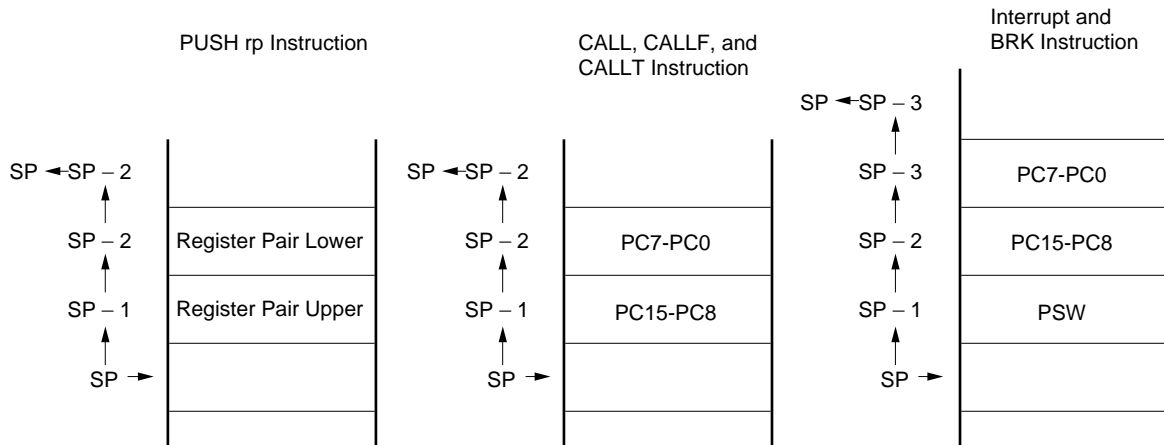 PUSH rp Instruction
SP ← SP – 2
SP – 2
Register Pair Lower
SP – 1
Register Pair Upper
SP →
CALL, CALLF, and
CALLT Instruction
SP ← SP – 2
SP – 2
PC7-PC0
SP – 1
PC15-PC8
SP →
Interrupt and
BRK Instruction
SP ← SP – 3
SP – 3
PC7-PC0
SP – 2
PC15-PC8
SP – 1
PSW
SP →